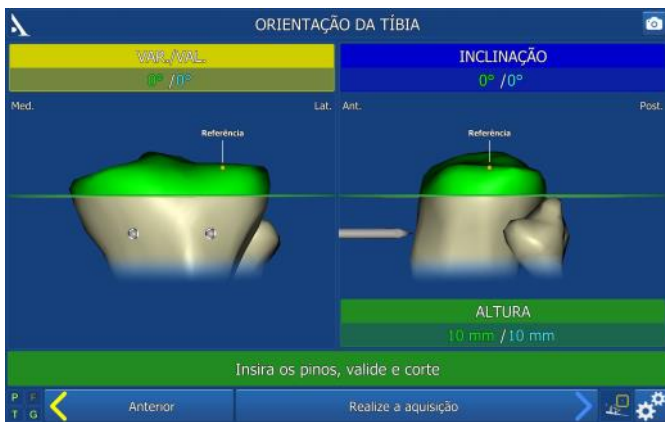 ORIENTAÇÃO DA TÍBIA
VAR./VAL.
0° /0°
INCLINAÇÃO
0° /0°
Med.
Lat.
Ant.
Post.
Referência
Referência
ALTURA
10 mm /10 mm
Insira os pinos, valide e corte
P F
T G
Anterior
Realize a aquisição